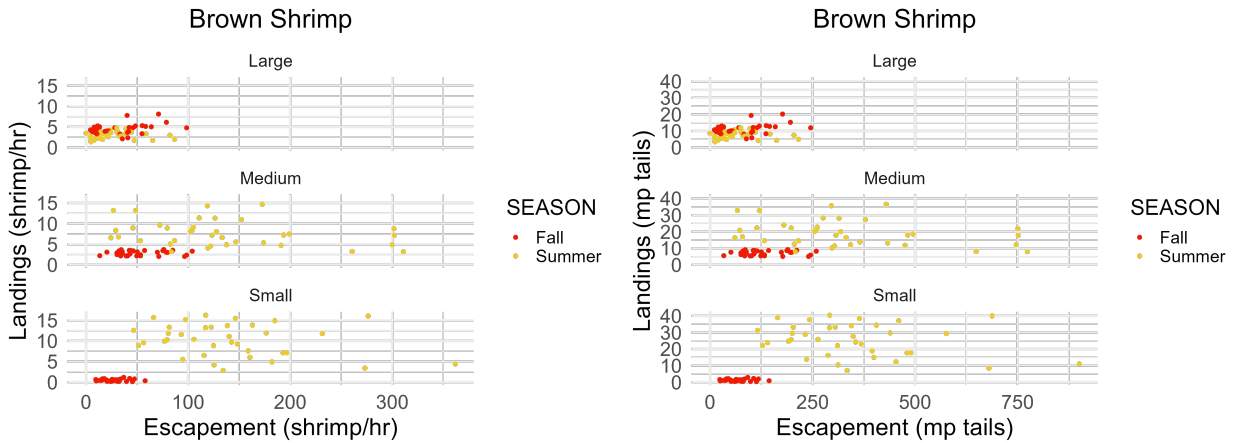 Brown Shrimp
Large
15
10
5
0
Medium
15
10
5
0
Small
15
10
5
0
0 100 200 300
Escapement (shrimp/hr)
Landings (shrimp/hr)
SEASON
Fall
Summer
Brown Shrimp
Large
40
30
20
10
0
Medium
40
30
20
10
0
Small
40
30
20
10
0
0 250 500 750
Escapement (mp tails)
Landings (mp tails)
SEASON
Fall
Summer